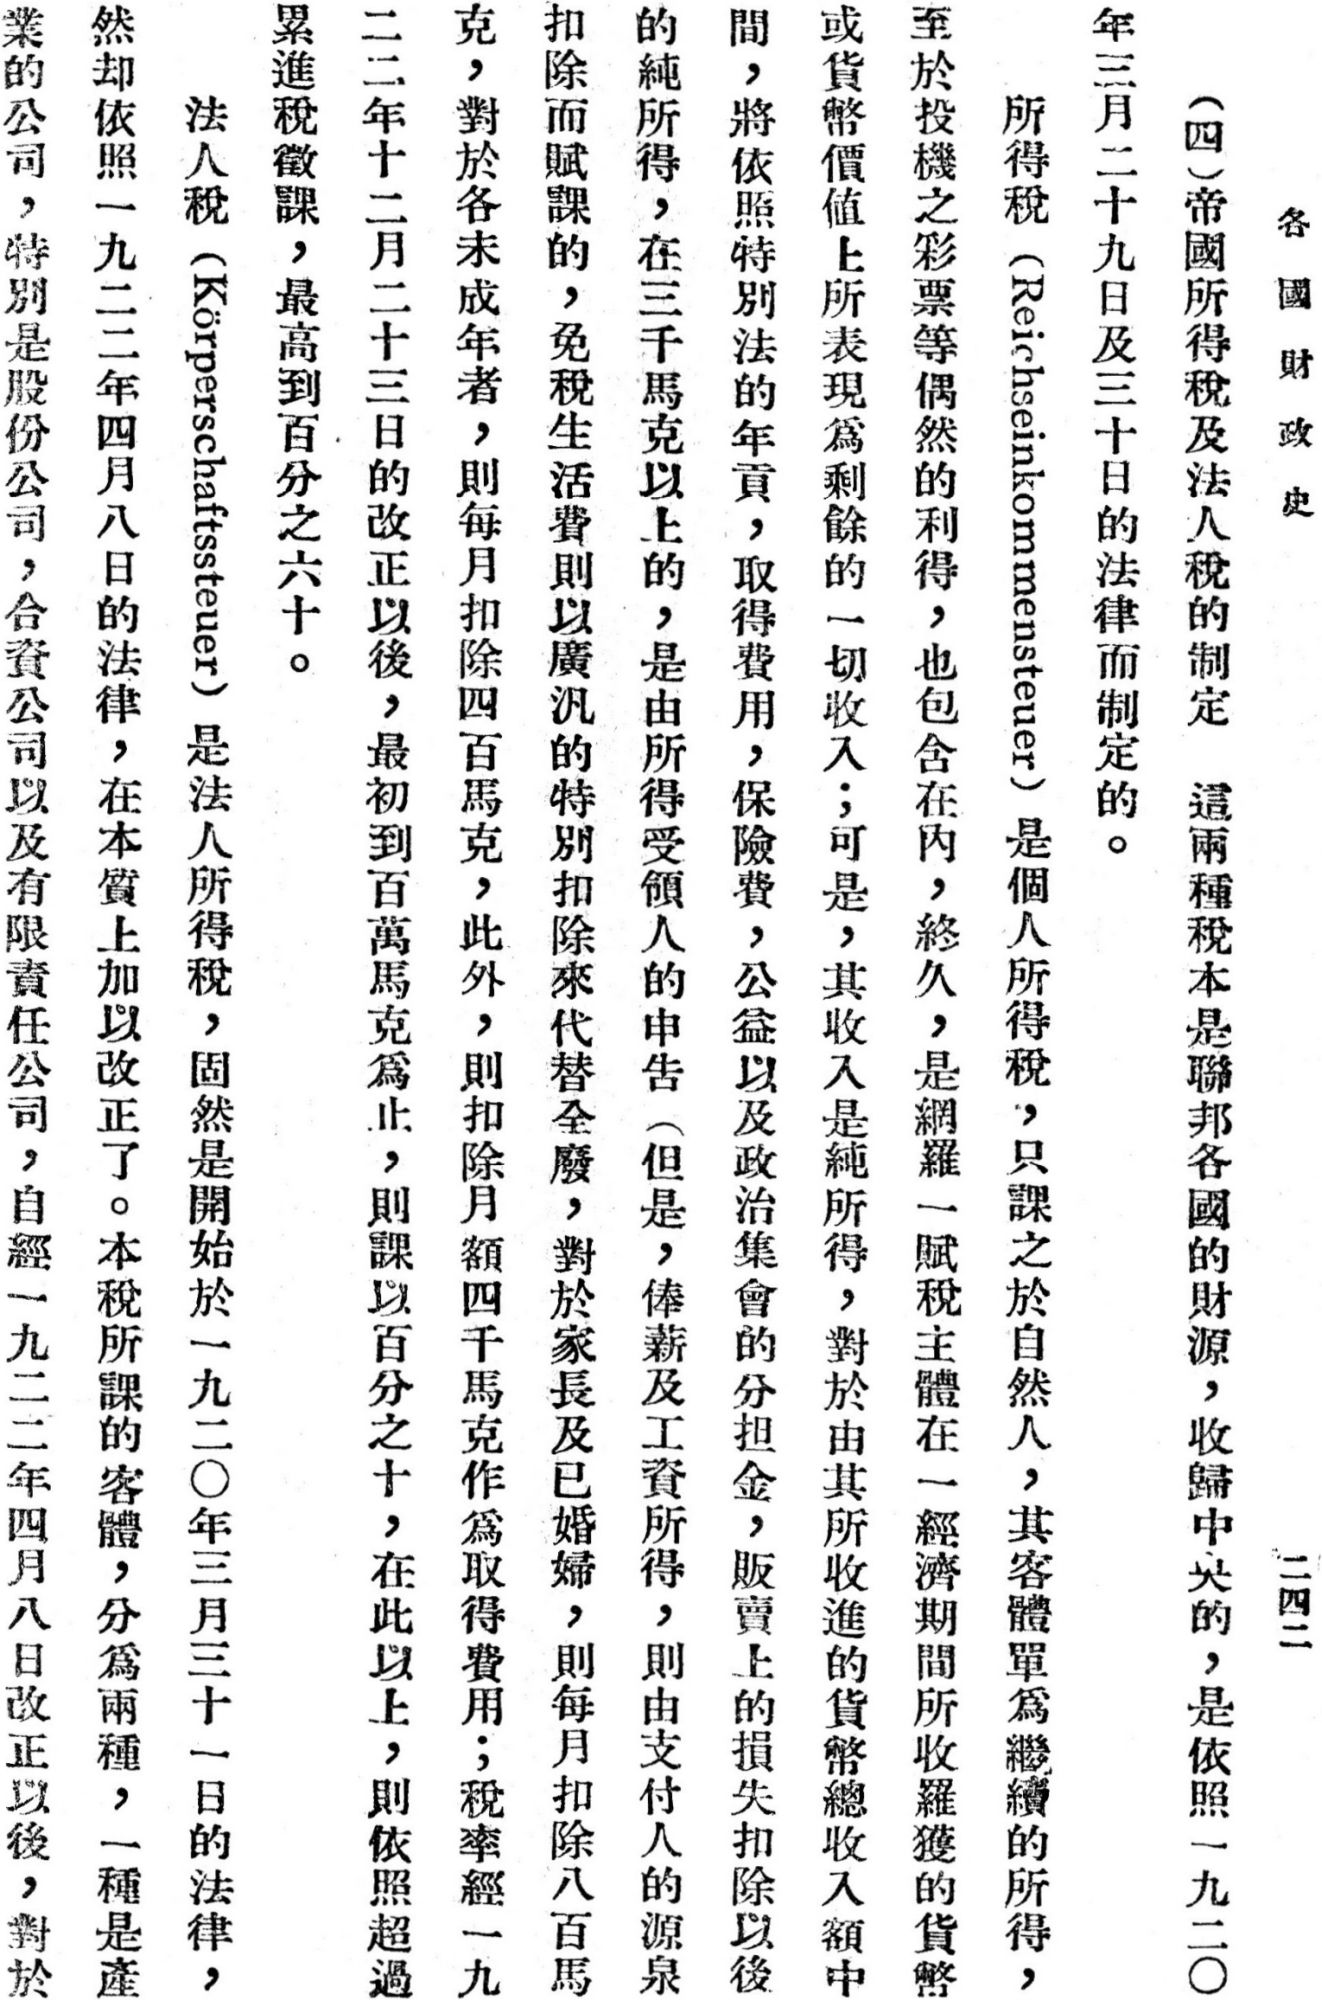 各國財政史
二四二
(四)帝國所得稅及法人稅的制定　這兩種稅本是聯邦各國的財源，收歸中央的，是依照一九二〇
年三月二十九日及三十日的法律而制定的。
所得稅(Reichseinkommensteuer)是個人所得稅，只課之於自然人，其客體單爲繼續的所得，
至於投機之彩票等偶然的利得，也包含在內，終久，是網羅一賦稅主體在一經濟期間所收羅獲的貨幣
或貨幣價値上所表現爲剩餘的一切收入；可是，其收入是純所得，對於由其所收進的貨幣總收入額中
間，將依照特別法的年貢，取得費用，保險費，公益以及政治集會的分担金，販賣上的損失扣除以後
的純所得，在三千馬克以上的，是由所得受領人的申告(但是，俸薪及工資所得，則由支付人的源泉
扣除而賦課的，免稅生活費則以廣汎的特別扣除來代替全廢，對於家長及已婚婦，則每月扣除八百馬
克，對於各未成年者，則每月扣除四百馬克，此外，則扣除月額四千馬克作爲取得費用；稅率經一九
二二年十二月二十三日的改正以後，最初到百萬馬克爲止，則課以百分之十，在此以上，則依照超過
累進稅徵課，最高到百分之六十。
法人稅(Körperschaftssteuer)是法人所得稅，固然是開始於一九二〇年三月三十一日的法律，
然却依照一九二二年四月八日的法律，在本質上加以改正了。本稅所課的客體，分爲兩種，一種是產
業的公司，特別是股份公司，合資公司以及有限責任公司，自經一九二二年四月八日改正以後，對於